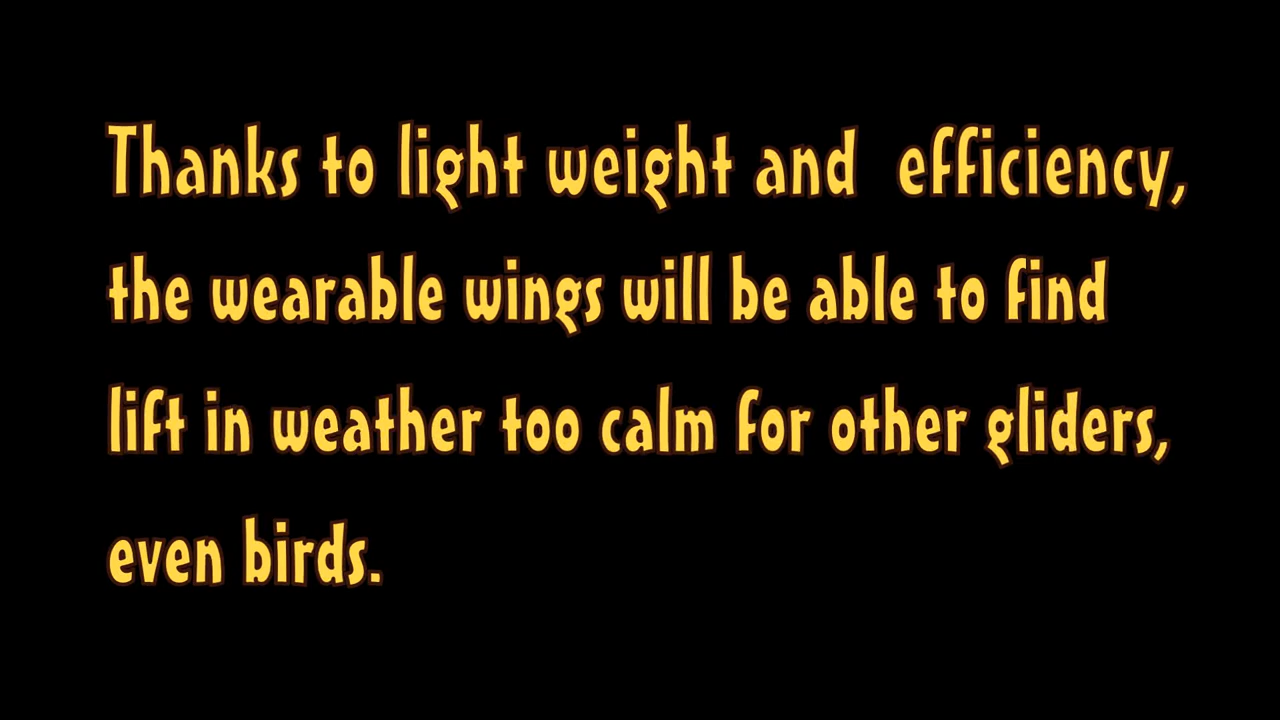 Thanks to light weight and  efficiency,
the wearable wings will be able to find
lift in weather too calm for other gliders,
even birds.